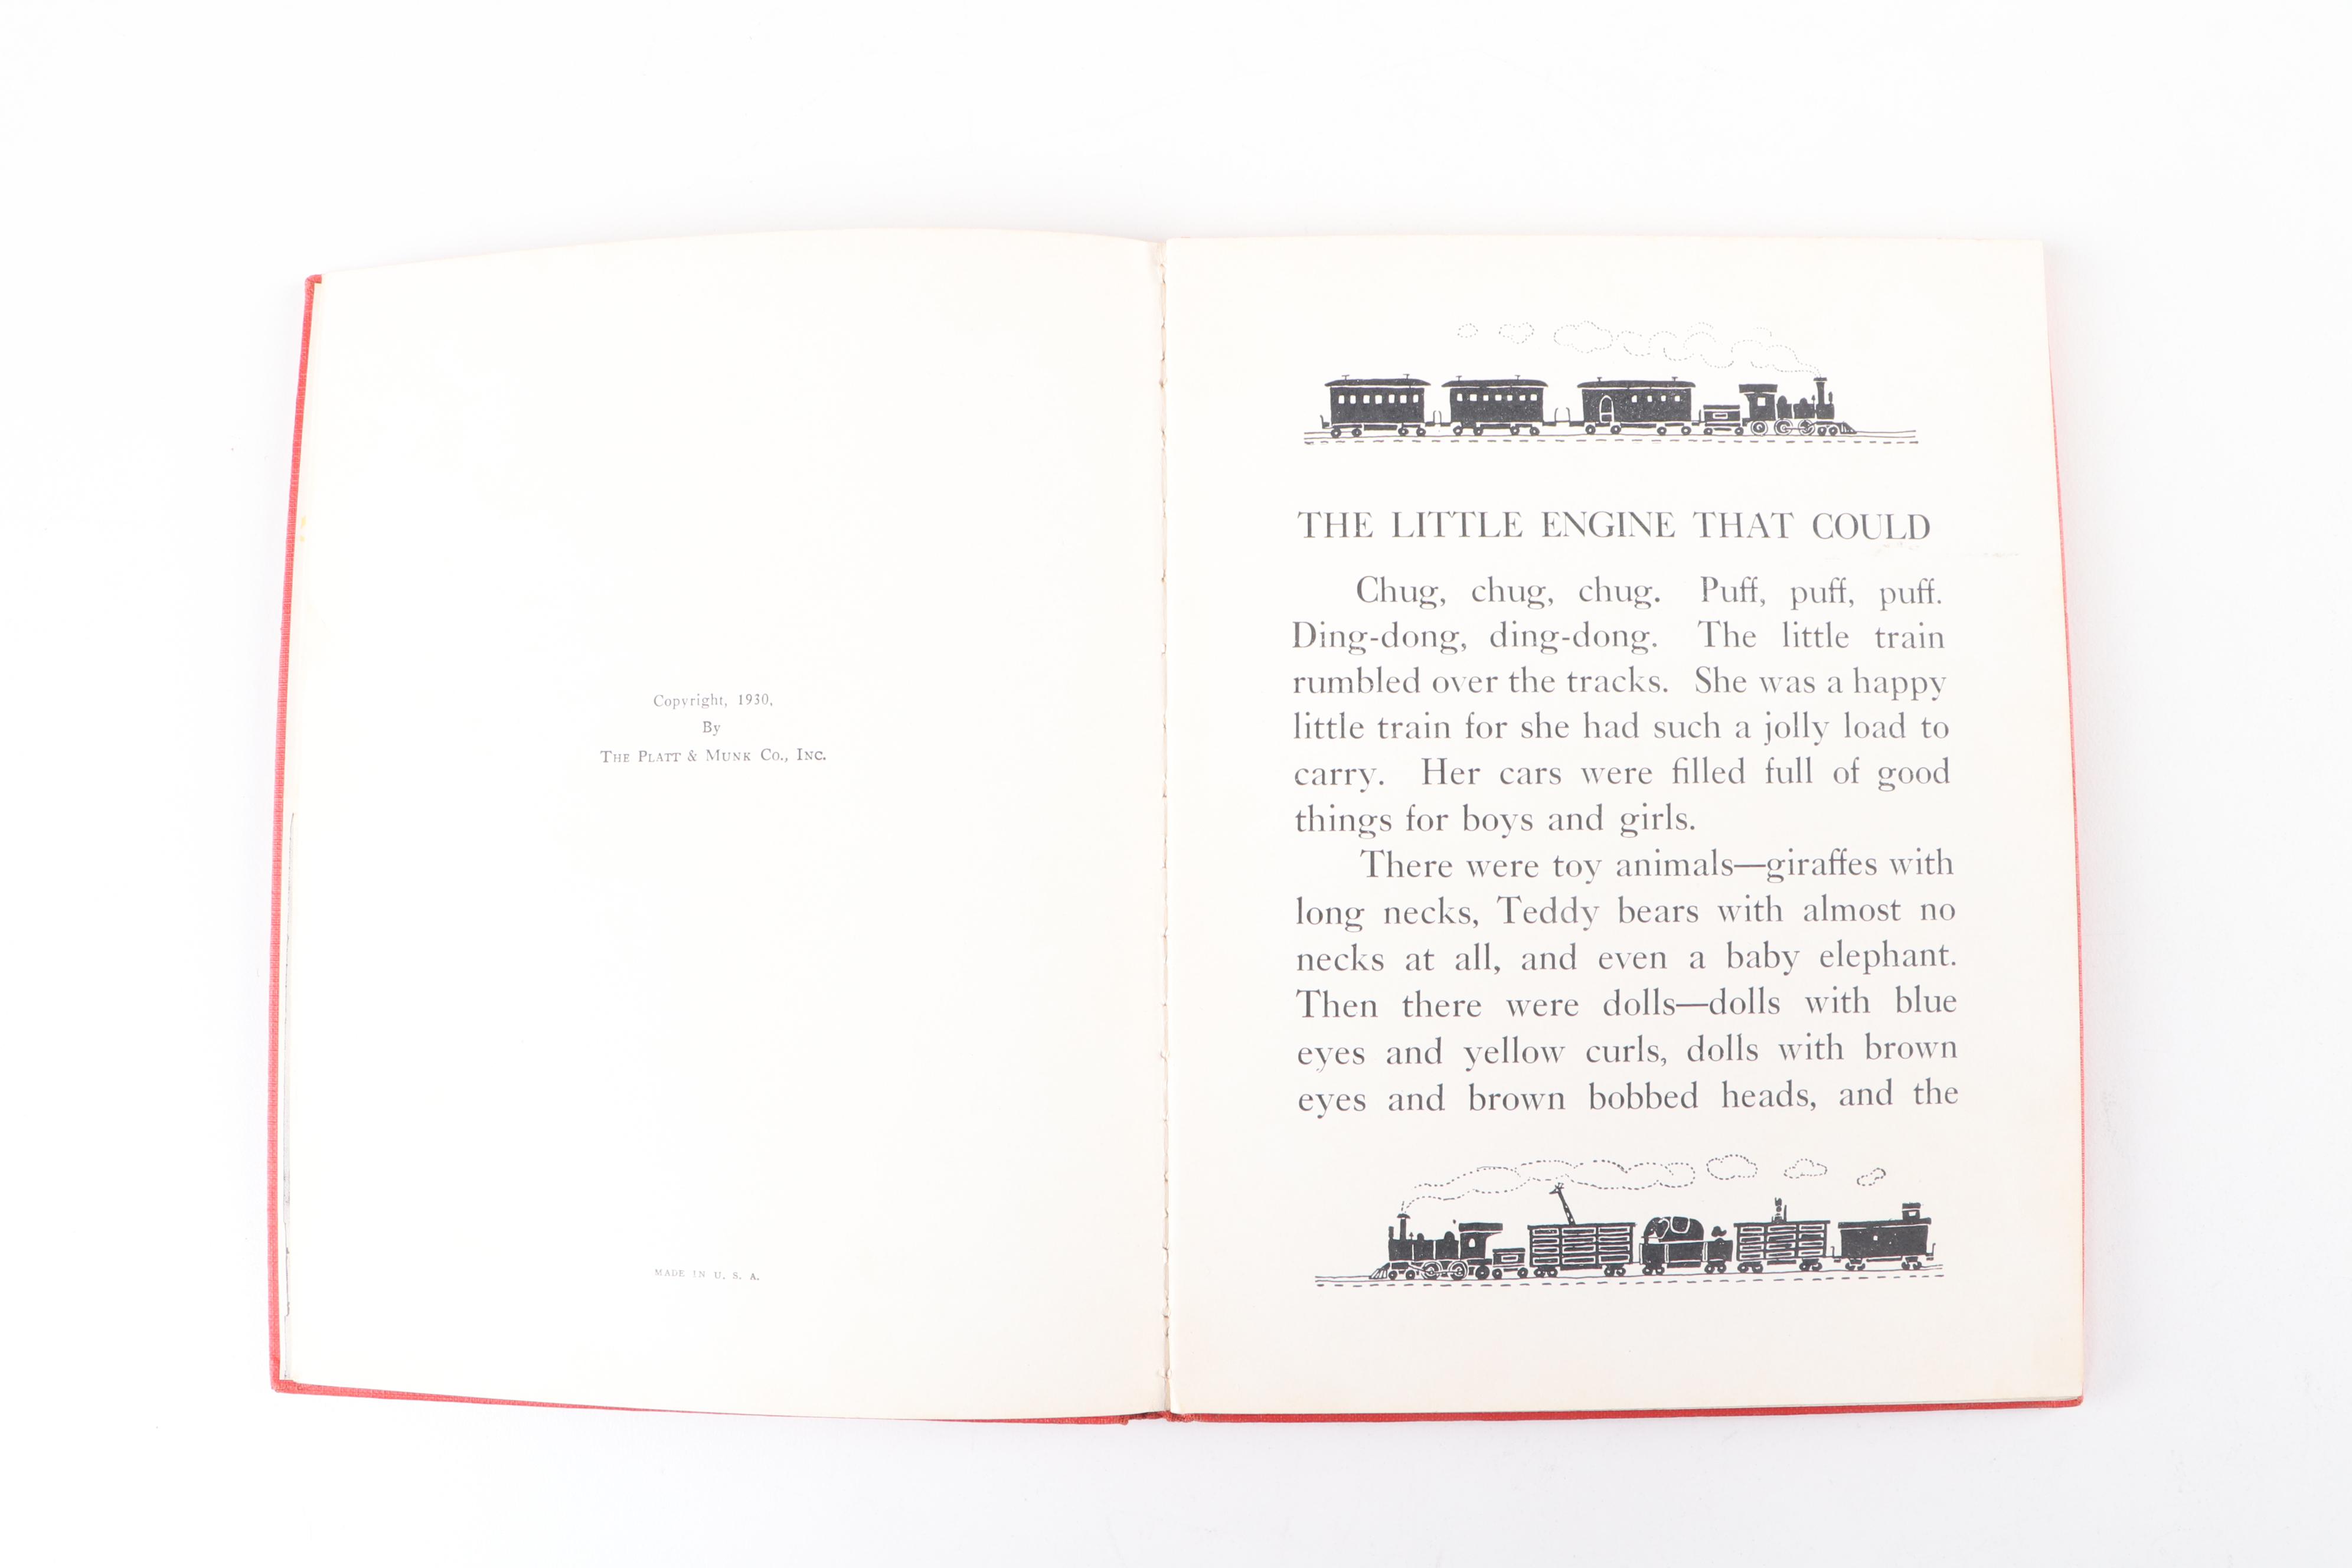 Copyright, 1930,
By
The Platt & Munk Co., Inc.
MADE IN U. S. A.
THE LITTLE ENGINE THAT COULD
Chug, chug, chug. Puff, puff, puff.
Ding-dong, ding-dong. The little train
rumbled over the tracks. She was a happy
little train for she had such a jolly load to
carry. Her cars were filled full of good
things for boys and girls.
There were toy animals—giraffes with
long necks, Teddy bears with almost no
necks at all, and even a baby elephant.
Then there were dolls—dolls with blue
eyes and yellow curls, dolls with brown
eyes and brown bobbed heads, and the